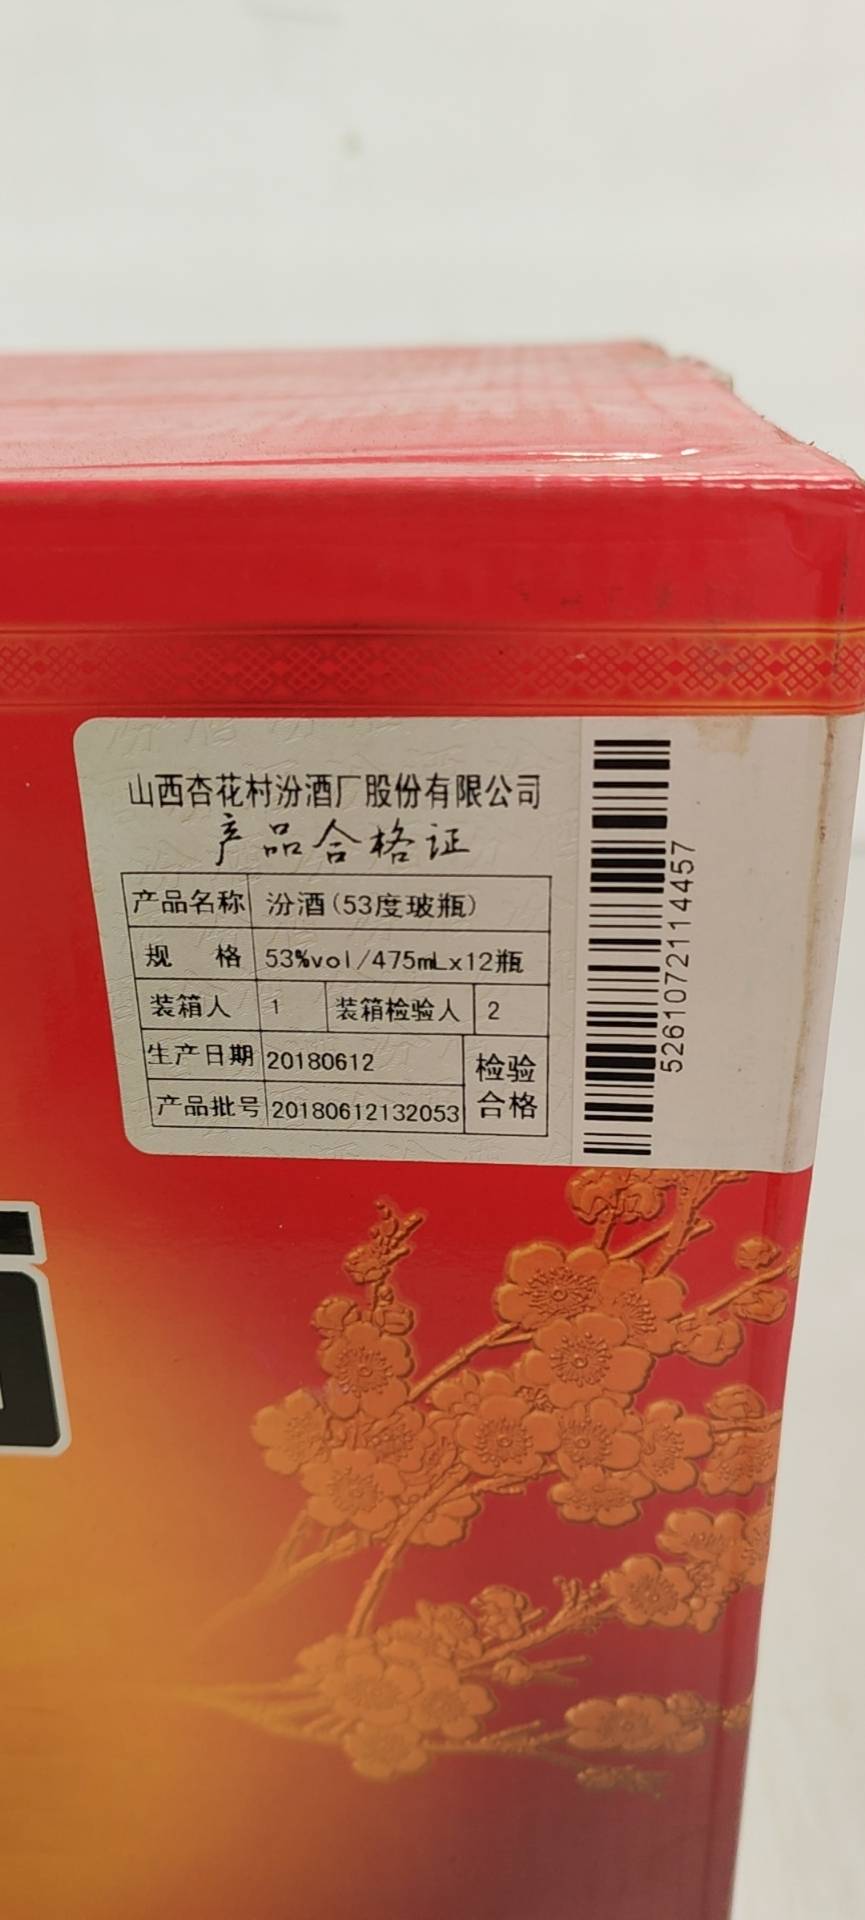 山西杏花村汾酒厂股份有限公司
产品合格证
产品名称 汾酒(53度玻瓶)
规 格 53%vol/475mLx12瓶
装箱人 1 装箱检验人 2
生产日期 20180612 检验
产品批号 20180612132053 合格
5261072114457